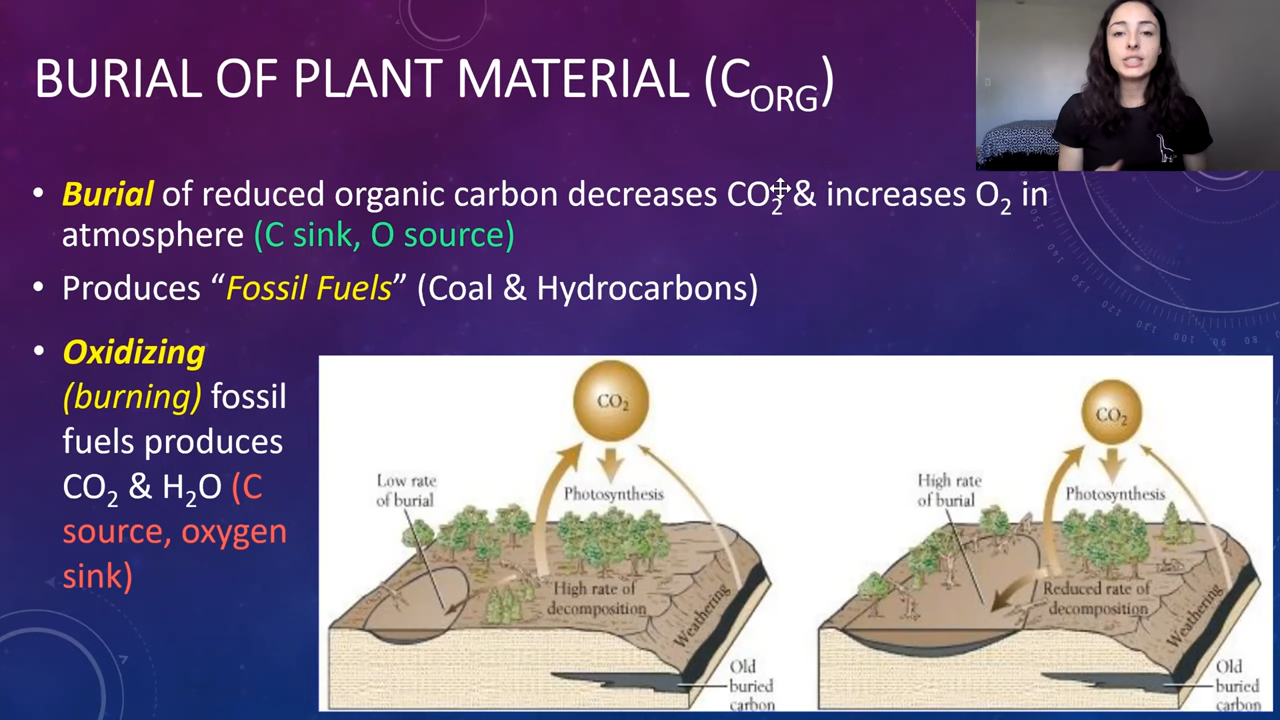 BURIAL OF PLANT MATERIAL (CORG)
• Burial of reduced organic carbon decreases CO2 & increases O2 in
atmosphere (C sink, O source)
• Produces “Fossil Fuels” (Coal & Hydrocarbons)
• Oxidizing
(burning) fossil
fuels produces
CO2 & H2O (C
source, oxygen
sink)
CO2
Low rate
of burial
Photosynthesis
High rate of
decomposition
Weathering
Old
buried
carbon
CO2
High rate
of burial
Photosynthesis
Reduced rate of
decomposition
Weathering
Old
buried
carbon